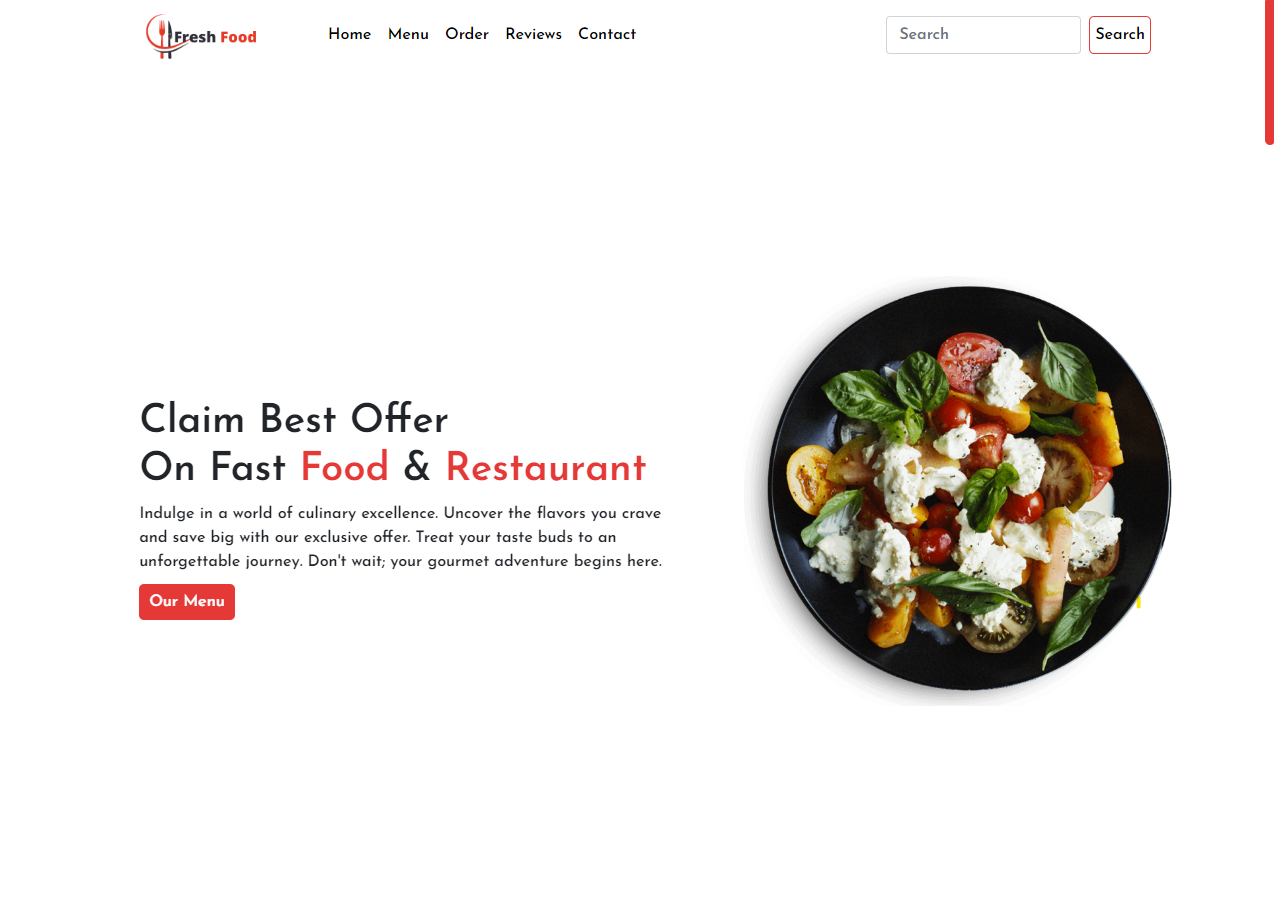 Fresh Food
Home Menu Order Reviews Contact
Search
Search
Claim Best Offer
On Fast Food & Restaurant
Indulge in a world of culinary excellence. Uncover the flavors you crave
and save big with our exclusive offer. Treat your taste buds to an
unforgettable journey. Don't wait; your gourmet adventure begins here.
Our Menu